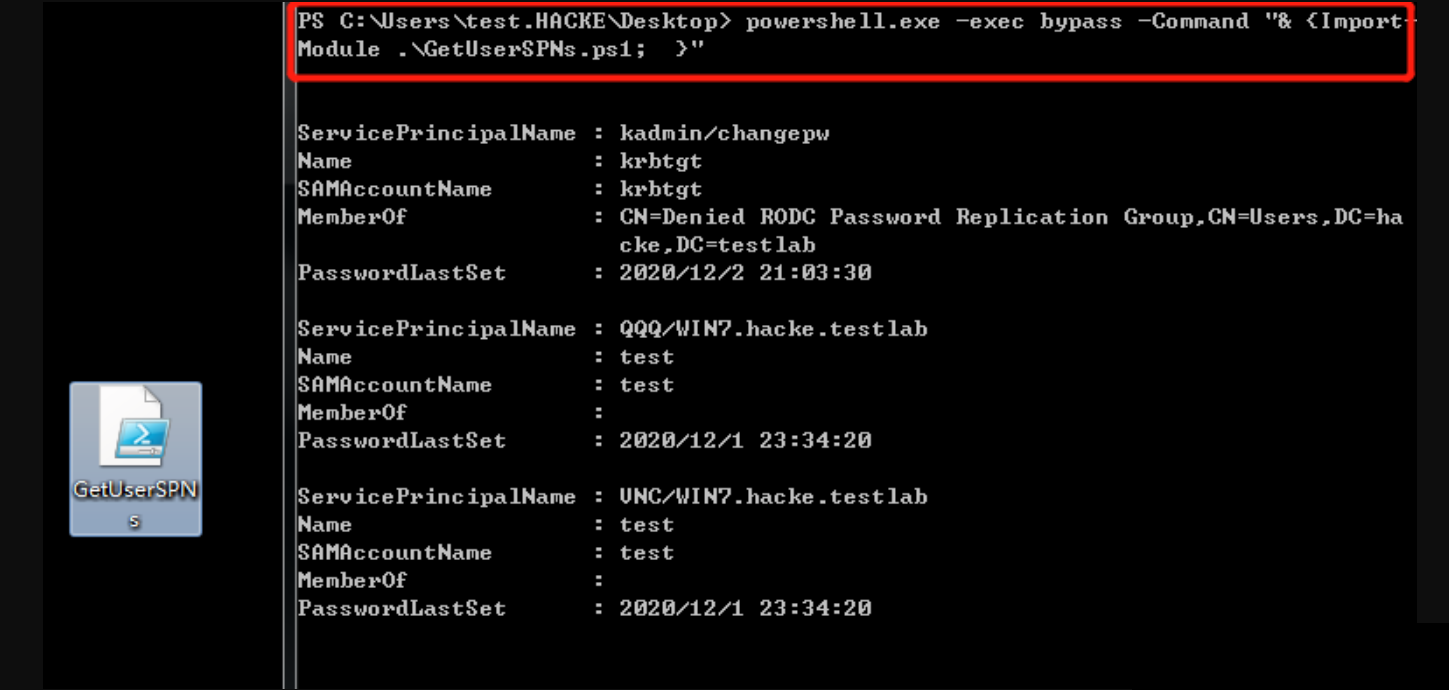 PS C:\Users\test.HACKE\Desktop> powershell.exe -exec bypass -Command "& {Import-
Module .\GetUserSPNs.ps1;  }"
ServicePrincipalName : kadmin/changepw
Name                 : krbtgt
SAMAccountName       : krbtgt
MemberOf             : CN=Denied RODC Password Replication Group,CN=Users,DC=ha
                       cke,DC=testlab
PasswordLastSet      : 2020/12/2 21:03:30
ServicePrincipalName : QQQ/WIN7.hacke.testlab
Name                 : test
SAMAccountName       : test
MemberOf             :
PasswordLastSet      : 2020/12/1 23:34:20
ServicePrincipalName : VNC/WIN7.hacke.testlab
Name                 : test
SAMAccountName       : test
MemberOf             :
PasswordLastSet      : 2020/12/1 23:34:20
GetUserSPN
s